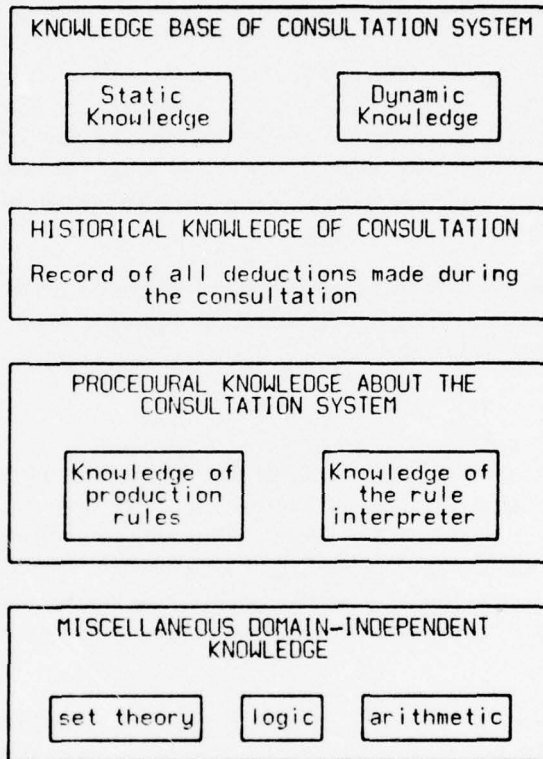 KNOWLEDGE BASE OF CONSULTATION SYSTEM
Static
Knowledge
Dynamic
Knowledge
HISTORICAL KNOWLEDGE OF CONSULTATION
Record of all deductions made during
the consultation
PROCEDURAL KNOWLEDGE ABOUT THE
CONSULTATION SYSTEM
Knowledge of
production
rules
Knowledge of
the rule
interpreter
MISCELLANEOUS DOMAIN-INDEPENDENT
KNOWLEDGE
set theory
logic
arithmetic